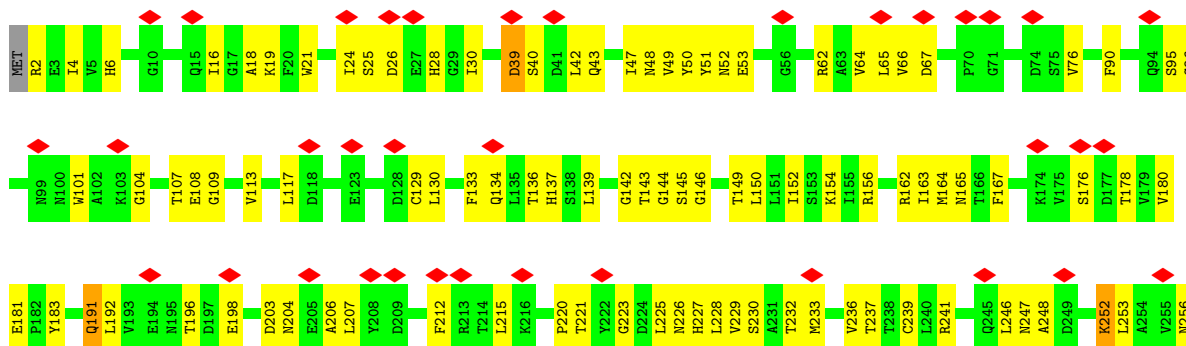 MET R2 E3 I4 V5 H6 G10 Q15 I16 G17 A18 K19 F20 W21 I24 S25 D26 E27 H28 G29 I30 D39 S40 D41 L42 Q43 I47 N48 V49 Y50 Y51 N52 E53 G56 R62 A63 V64 L65 V66 D67 P70 G71 D74 S75 V76 F90 Q94 S95
N99 N100 W101 A102 K103 G104 T107 E108 G109 V113 L117 D118 E123 D128 C129 L130 F133 Q134 L135 T136 H137 S138 L139 G142 T143 G144 S145 G146 T149 L150 L151 I152 S153 K154 I155 R156 R162 I163 M164 N165 T166 F167 K174 V175 S176 D177 T178 V179 V180
E181 P182 Y183 Q191 L192 V193 E194 N195 T196 D197 E198 D203 N204 E205 A206 L207 Y208 D209 F212 R213 T214 L215 K216 P220 T221 Y222 G223 D224 L225 N226 H227 L228 V229 S230 A231 T232 M233 V236 T237 T238 C239 L240 R241 Q245 L246 N247 A248 D249 K252 L253 A254 V255 N256